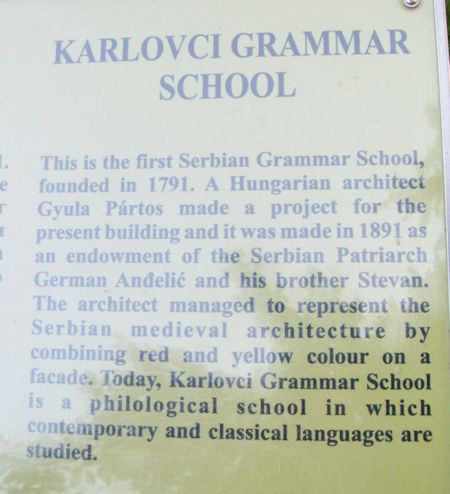 KARLOVCI GRAMMAR
SCHOOL
This is the first Serbian Grammar School,
founded in 1791. A Hungarian architect
Gyula Pártos made a project for the
present building and it was made in 1891 as
an endowment of the Serbian Patriarch
German Anđelić and his brother Stevan.
The architect managed to represent the
Serbian medieval architecture by
combining red and yellow colour on a
facade. Today, Karlovci Grammar School
is a philological school in which
contemporary and classical languages are
studied.